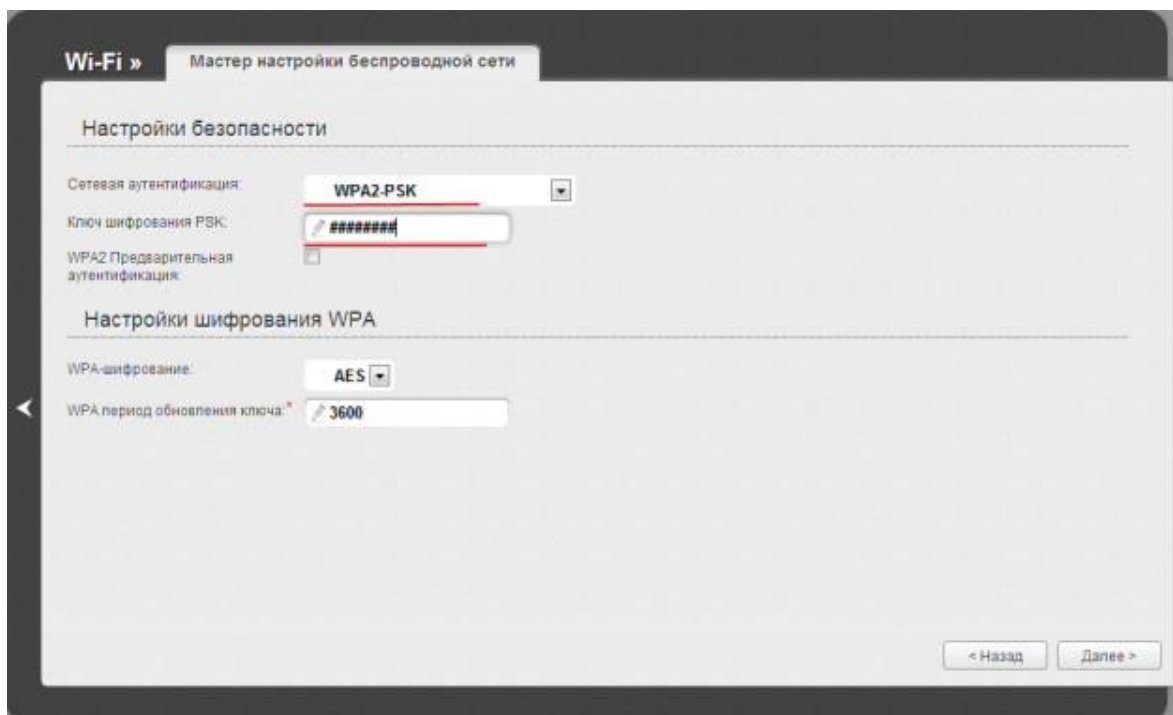 Wi-Fi » Мастер настройки беспроводной сети
Настройки безопасности
Сетевая аутентификация: WPA2-PSK
Ключ шифрования PSK: ########
WPA2 Предварительная
аутентификация:
Настройки шифрования WPA
WPA-шифрование: AES
WPA период обновления ключа:* 3600
< Назад Далее >